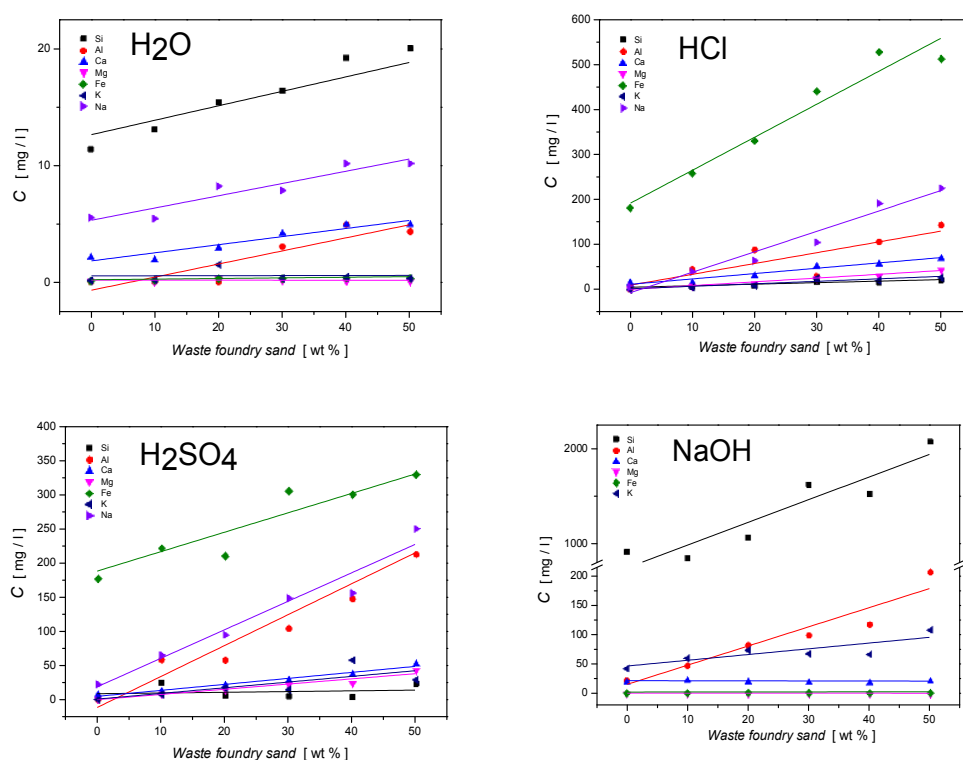 H2O
Si
Al
Ca
Mg
Fe
K
Na
20
10
0
C [ mg / l ]
0 10 20 30 40 50
Waste foundry sand [ wt % ]
HCl
Si
Al
Ca
Mg
Fe
K
Na
600
500
400
300
200
100
0
C [ mg / l ]
0 10 20 30 40 50
Waste foundry sand [ wt % ]
H2SO4
Si
Al
Ca
Mg
Fe
K
Na
400
350
300
250
200
150
100
50
0
C [ mg / l ]
0 10 20 30 40 50
Waste foundry sand [ wt % ]
NaOH
Si
Al
Ca
Mg
Fe
K
2000
1000
200
150
100
50
0
C [ mg / l ]
0 10 20 30 40 50
Waste foundry sand [ wt % ]